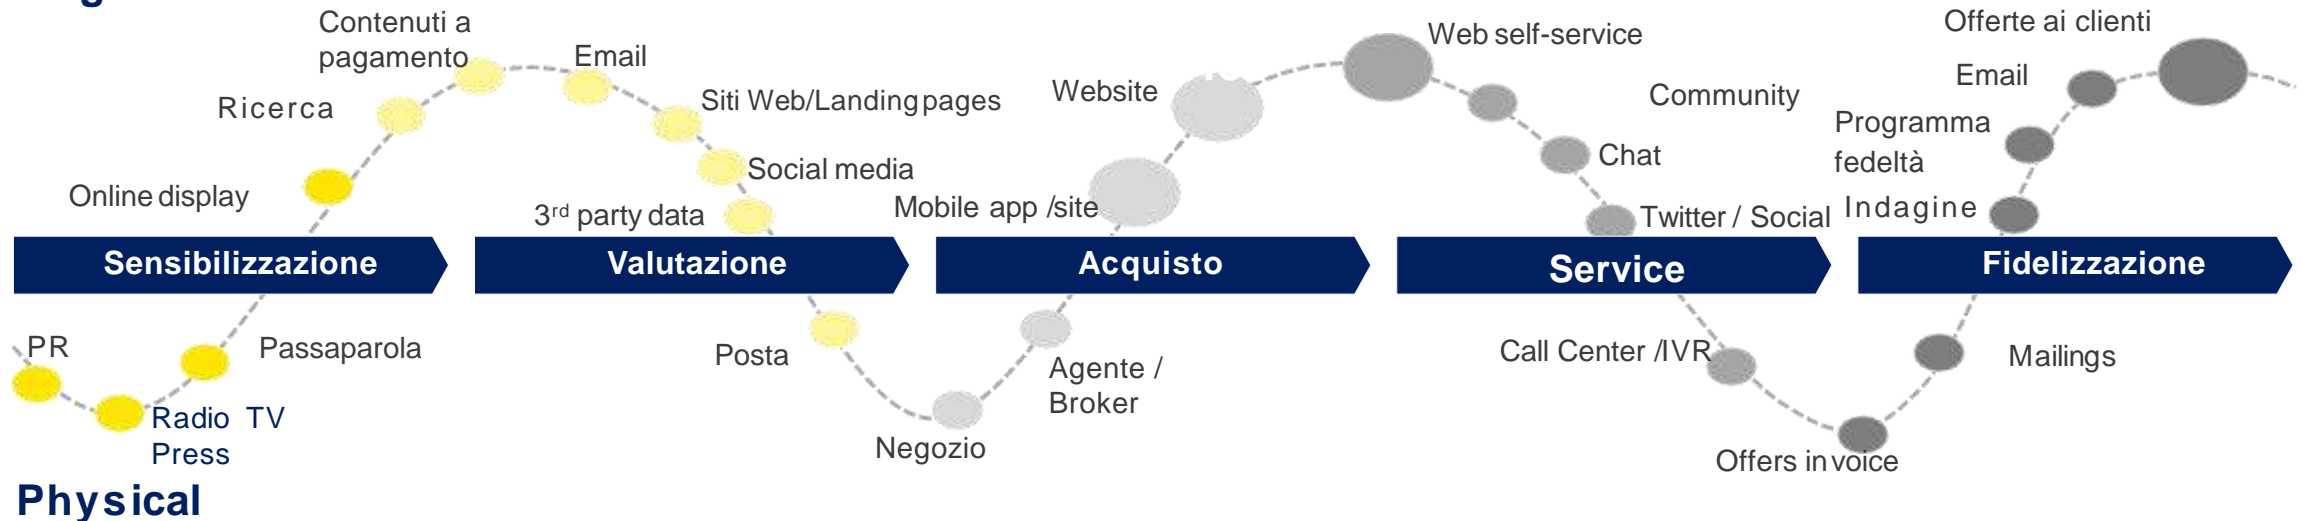 Contenuti a
pagamento
Email
Ricerca
Siti Web/Landing pages
Online display
Social media
3rd party data
Website
Mobile app /site
Web self-service
Community
Chat
Twitter / Social
Offerte ai clienti
Email
Programma
fedeltà
Indagine
Sensibilizzazione
Valutazione
Acquisto
Service
Fidelizzazione
PR
Passaparola
Radio TV
Press
Posta
Negozio
Agente /
Broker
Call Center /IVR
Offers in voice
Mailings
Physical